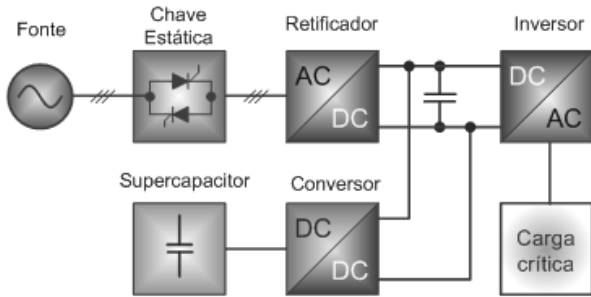 Fonte
Chave
Estática
Retificador
Inversor
AC
DC
DC
AC
Supercapacitor
Conversor
DC
DC
Carga
crítica